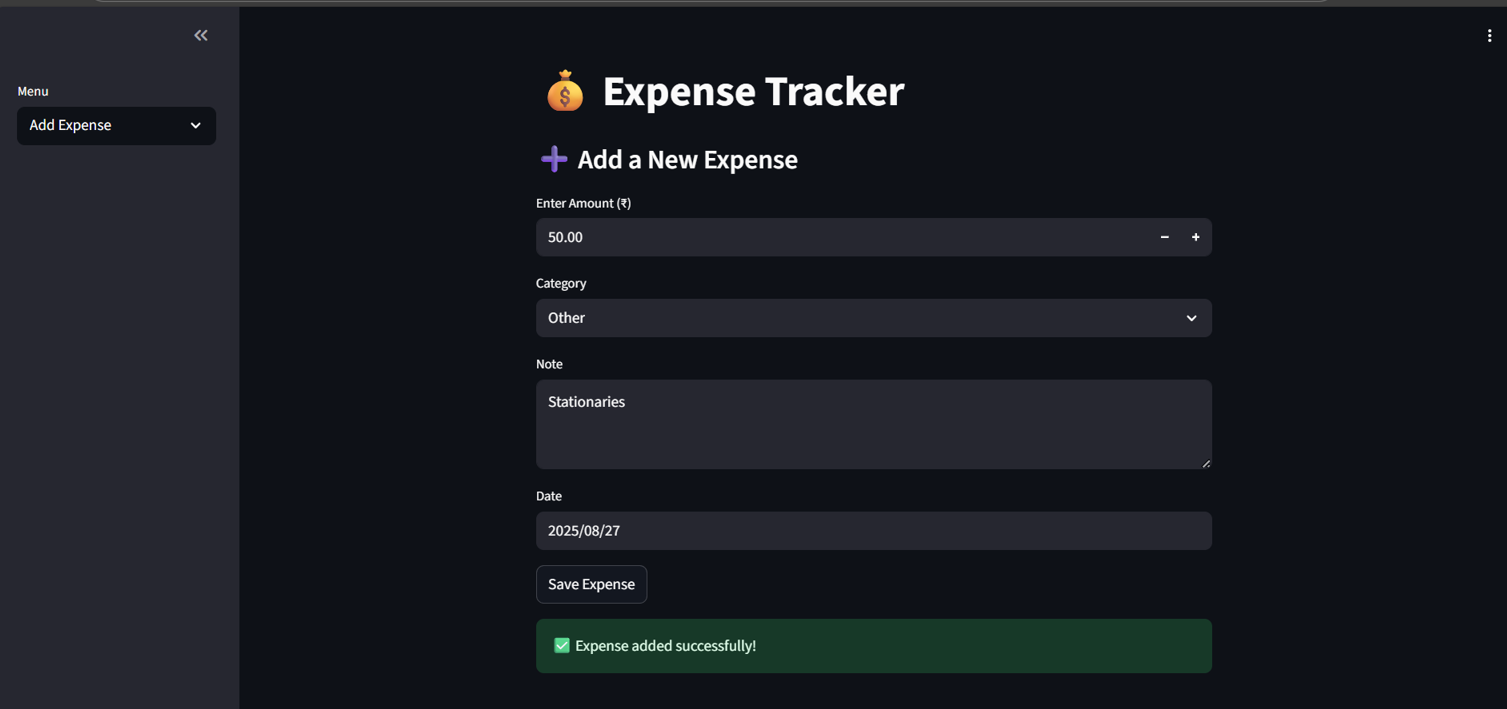 Menu
Add Expense
💰 Expense Tracker
➕ Add a New Expense
Enter Amount (₹)
50.00
Category
Other
Note
Stationaries
Date
2025/08/27
Save Expense
✅ Expense added successfully!